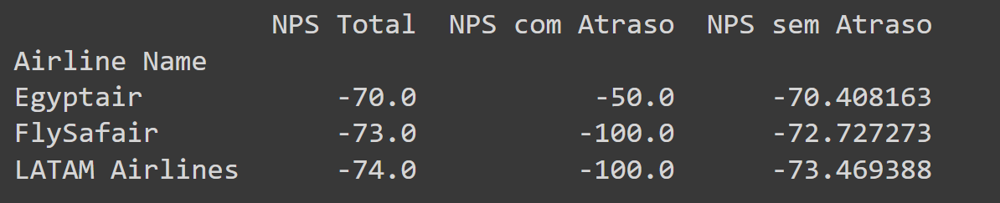 NPS Total NPS com Atraso NPS sem Atraso
Airline Name
Egyptair -70.0 -50.0 -70.408163
FlySafair -73.0 -100.0 -72.727273
LATAM Airlines -74.0 -100.0 -73.469388